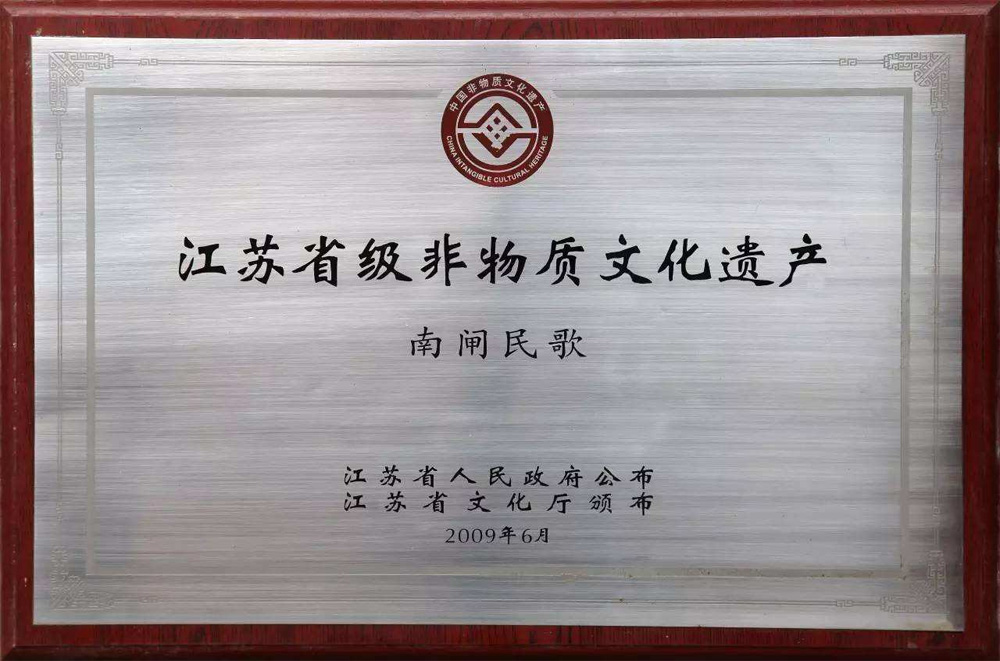 中国非物质文化遗产
CHINA INTANGIBLE CULTURAL HERITAGE
江苏省级非物质文化遗产
南闸民歌
江苏省人民政府公布
江苏省文化厅颁布
2009年6月